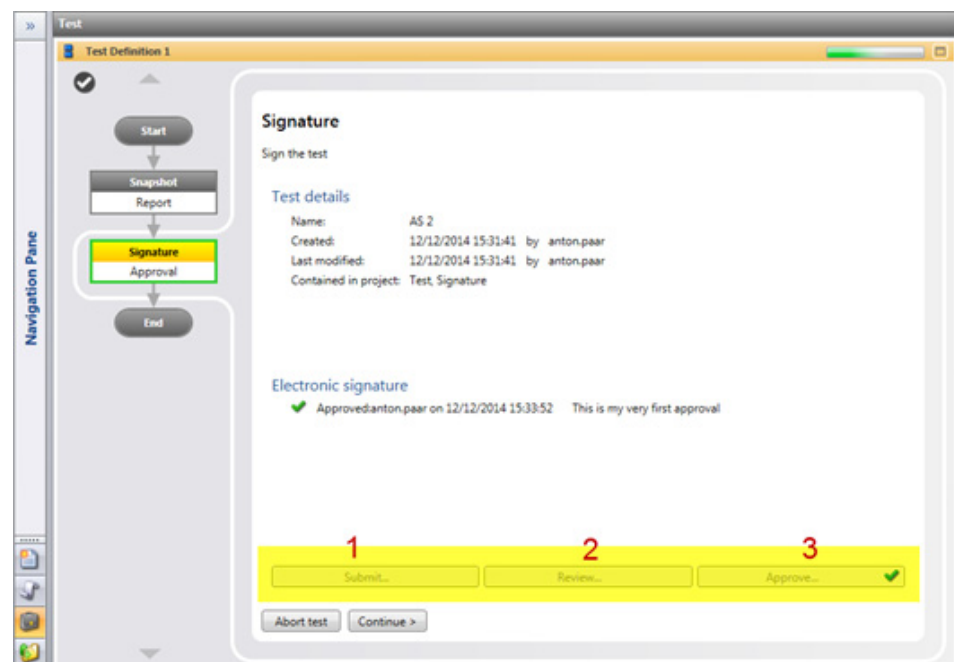 »
Test
Test Definition 1
Navigation Pane
Start
Snapshot
Report
Signature
Approval
End
Signature
Sign the test
Test details
Name: AS 2
Created: 12/12/2014 15:31:41 by anton.paar
Last modified: 12/12/2014 15:31:41 by anton.paar
Contained in project: Test, Signature
Electronic signature
Approved:anton.paar on 12/12/2014 15:33:52 This is my very first approval
1 2 3
Submit... Review... Approve...
Abort test Continue >